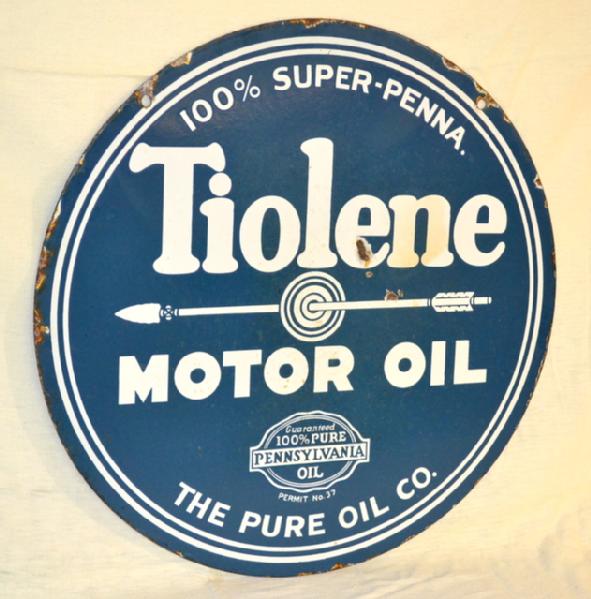 100% SUPER-PENNA.
Tiolene
MOTOR OIL
Guaranteed
100% PURE
PENNSYLVANIA
OIL
PERMIT No. 37
THE PURE OIL CO.